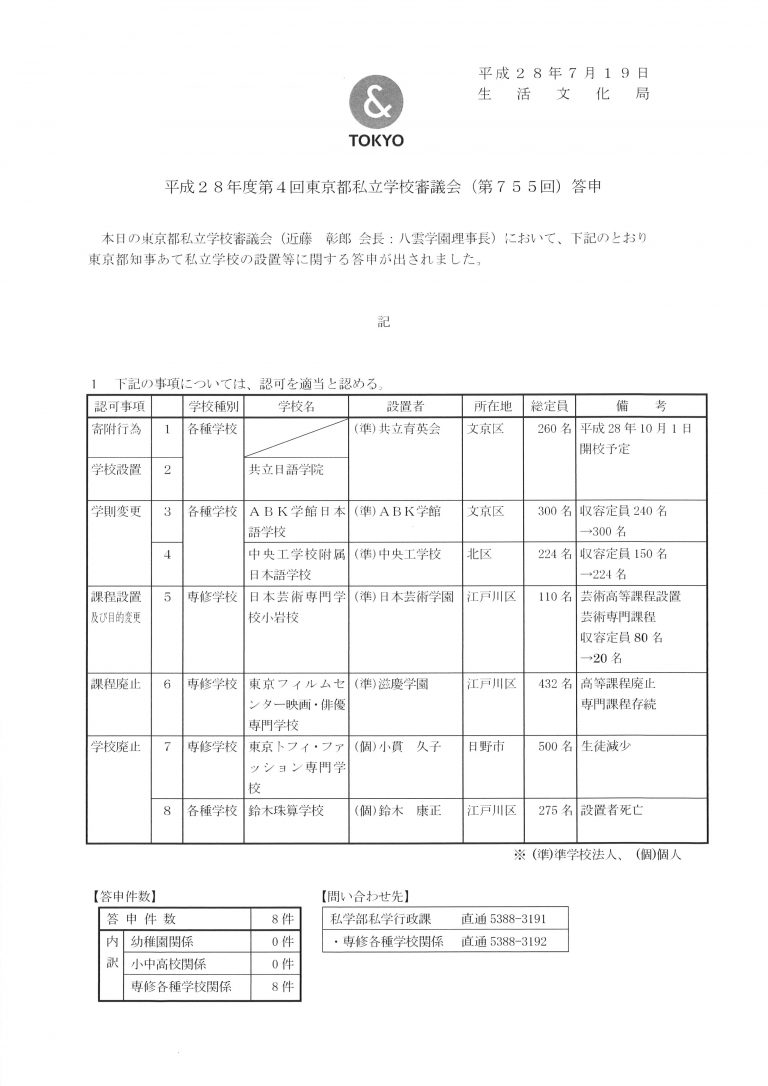 平成２８年７月１９日
生活文化局
&
TOKYO
平成２８年度第４回東京都私立学校審議会（第７５５回）答申
本日の東京都私立学校審議会（近藤　彰郎 会長：八雲学園理事長）において、下記のとおり
東京都知事あて私立学校の設置等に関する答申が出されました。
記
1　下記の事項については、認可を適当と認める。
認可事項 学校種別 学校名 設置者 所在地 総定員 備考
寄附行為 1 各種学校 (準)共立育英会 文京区 260 名 平成 28 年 10 月 1 日
開校予定
学校設置 2 共立日語学院
学則変更 3 各種学校 ＡＢＫ学館日本 (準)ＡＢＫ学館 文京区 300 名 収容定員 240 名
語学校 →300 名
4 中央工学校附属 (準)中央工学校 北区 224 名 収容定員 150 名
日本語学校 →224 名
課程設置 5 専修学校 日本芸術専門学 (準)日本芸術学園 江戸川区 110 名 芸術高等課程設置
及び目的変更 校小岩校 芸術専門課程
収容定員 80 名
→20 名
課程廃止 6 専修学校 東京フィルムセ (準)滋慶学園 江戸川区 432 名 高等課程廃止
ンター映画・俳優 専門課程存続
専門学校
学校廃止 7 専修学校 東京トフィ・ファ (個)小貫　久子 日野市 500 名 生徒減少
ッション専門学
校
8 各種学校 鈴木珠算学校 (個)鈴木　康正 江戸川区 275 名 設置者死亡
※ (準)準学校法人、 (個)個人
【答申件数】
答申件数 8 件
内訳 幼稚園関係 0 件
小中高校関係 0 件
専修各種学校関係 8 件
【問い合わせ先】
私学部私学行政課 直通 5388-3191
・専修各種学校関係 直通 5388-3192